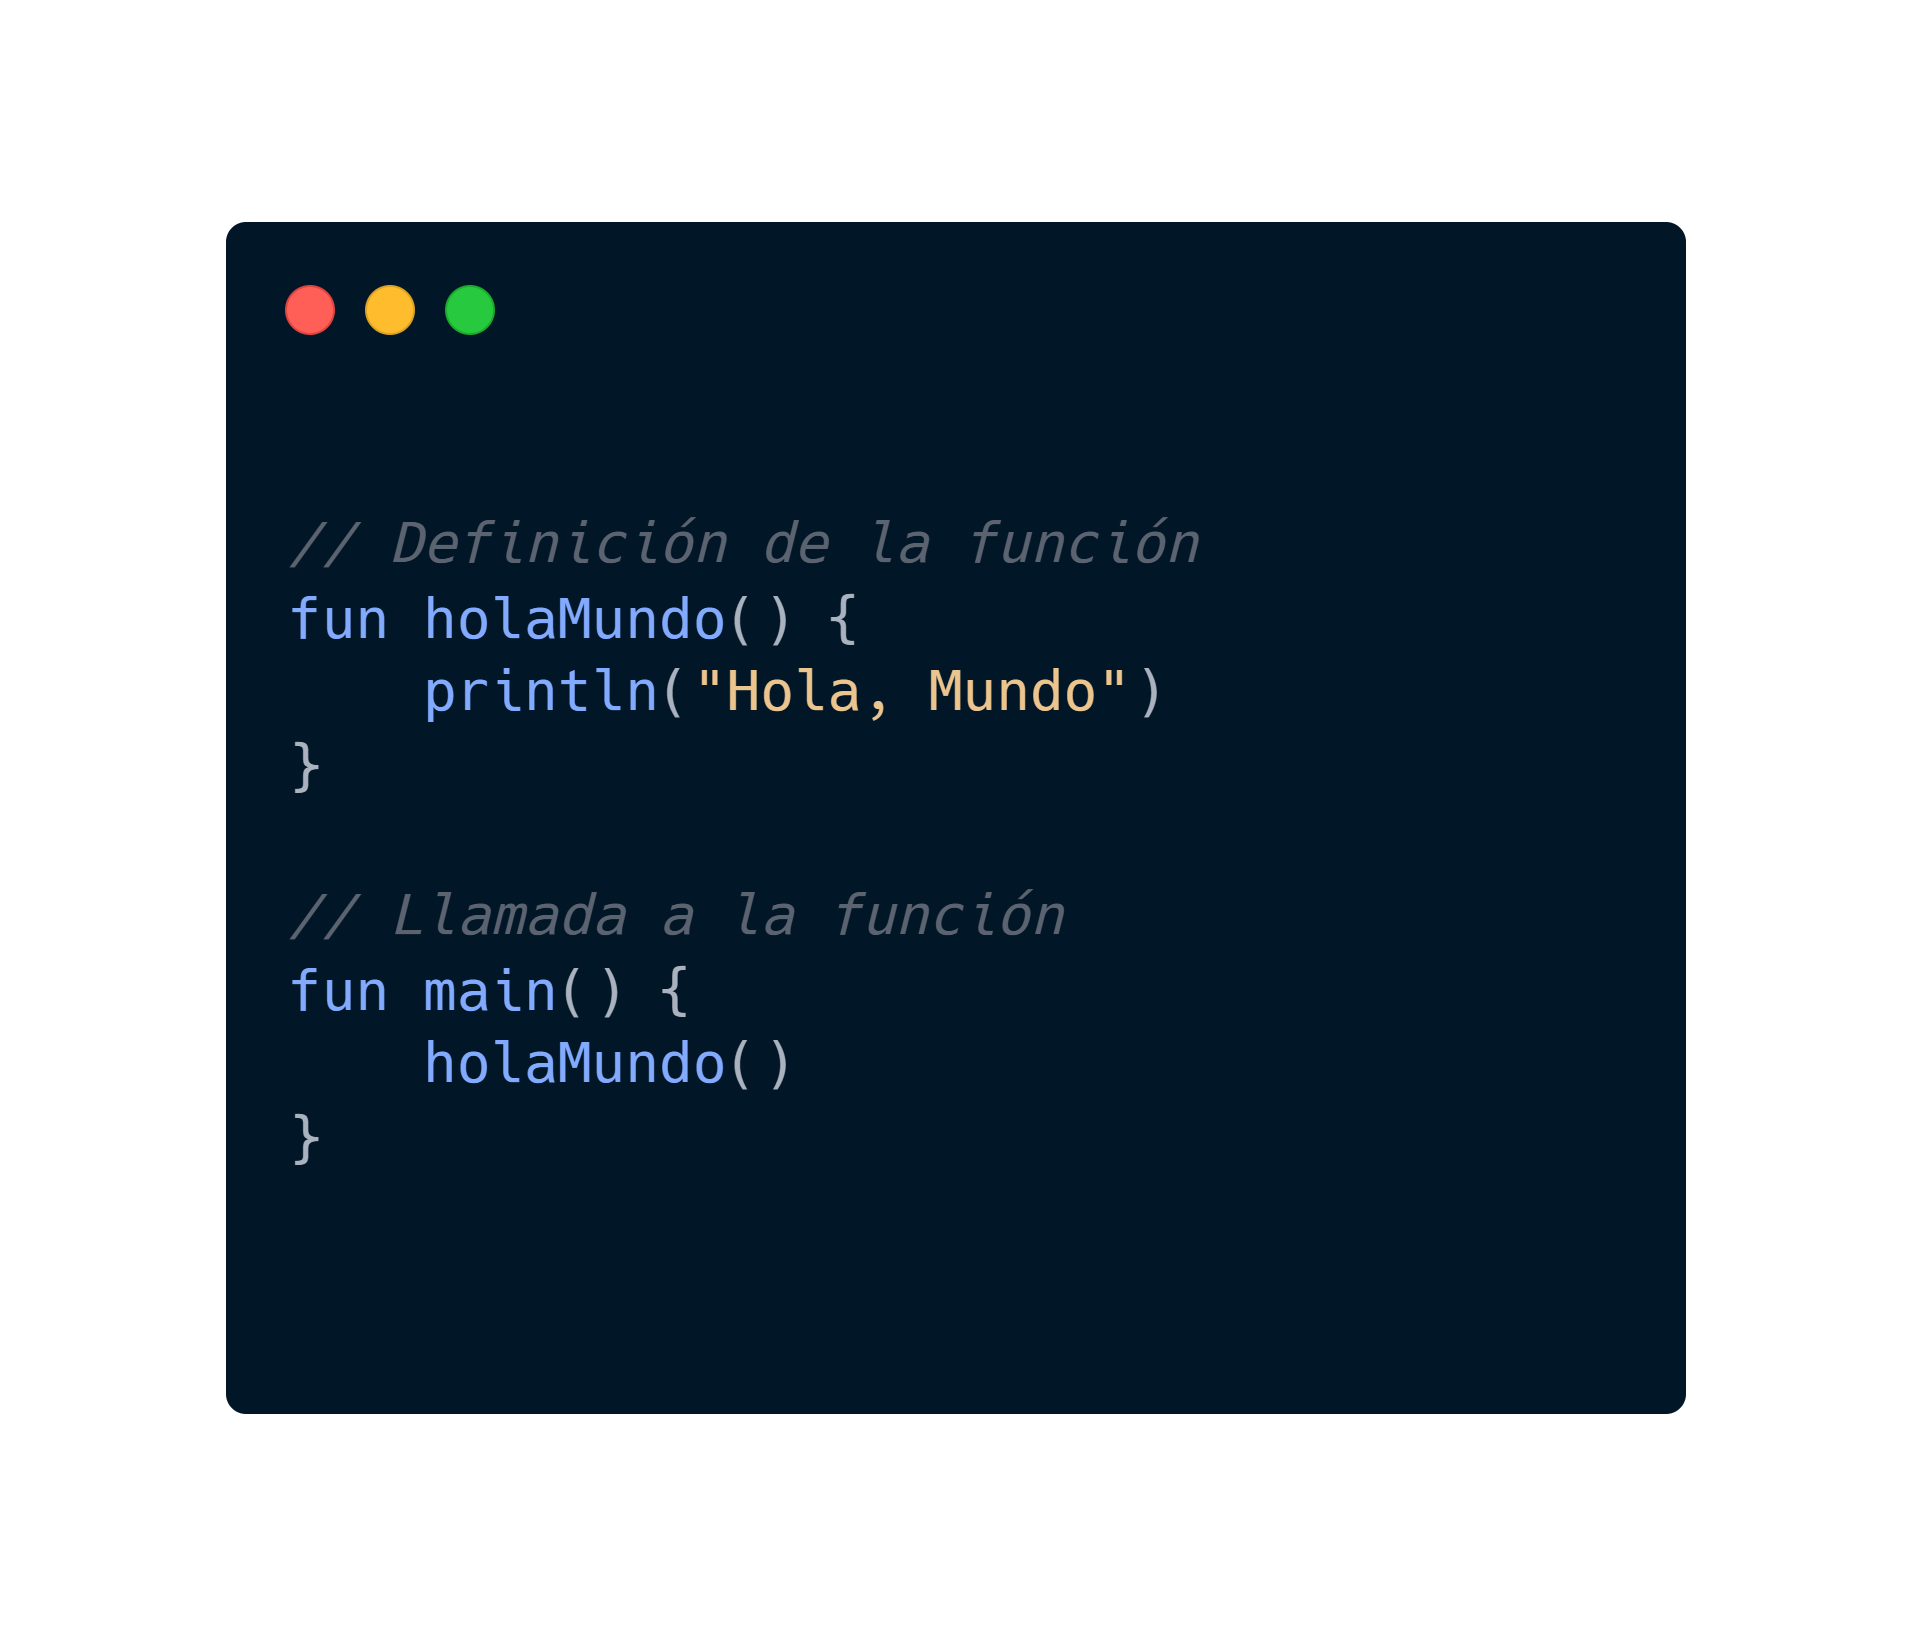 // Definición de la función
fun holaMundo() {
    println("Hola, Mundo")
}
// Llamada a la función
fun main() {
    holaMundo()
}